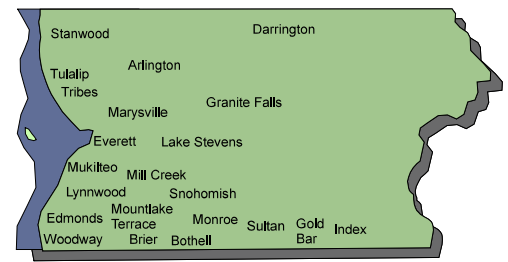 Darrington
Stanwood
Arlington
Tulalip
Tribes
Granite Falls
Marysville
Everett
Lake Stevens
Mukilteo
Mill Creek
Lynnwood
Snohomish
Mountlake
Terrace
Edmonds
Monroe
Sultan
Gold
Bar
Index
Woodway
Brier
Bothell